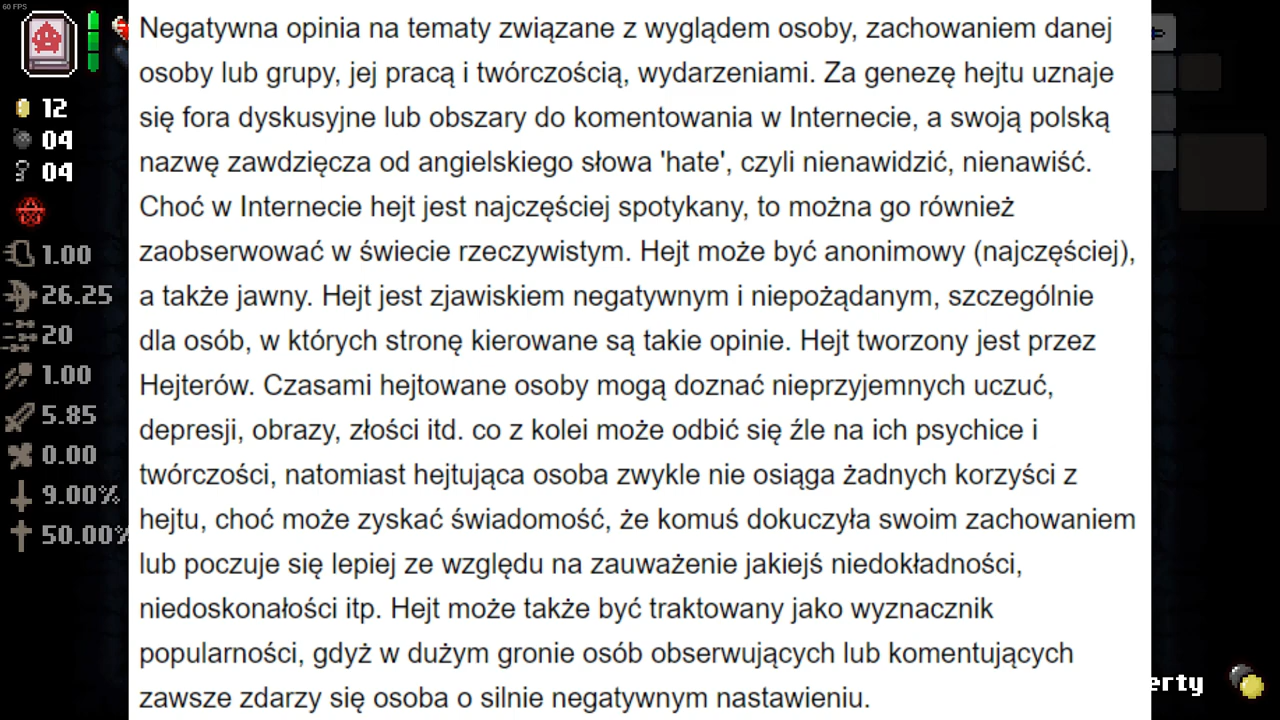 60 FPS
12
04
04
1.00
26.25
20
1.00
5.85
0.00
9.00%
50.00%
Negatywna opinia na tematy związane z wyglądem osoby, zachowaniem danej
osoby lub grupy, jej pracą i twórczością, wydarzeniami. Za genezę hejtu uznaje
się fora dyskusyjne lub obszary do komentowania w Internecie, a swoją polską
nazwę zawdzięcza od angielskiego słowa 'hate', czyli nienawidzić, nienawiść.
Choć w Internecie hejt jest najczęściej spotykany, to można go również
zaobserwować w świecie rzeczywistym. Hejt może być anonimowy (najczęściej),
a także jawny. Hejt jest zjawiskiem negatywnym i niepożądanym, szczególnie
dla osób, w których stronę kierowane są takie opinie. Hejt tworzony jest przez
Hejterów. Czasami hejtowane osoby mogą doznać nieprzyjemnych uczuć,
depresji, obrazy, złości itd. co z kolei może odbić się źle na ich psychice i
twórczości, natomiast hejtująca osoba zwykle nie osiąga żadnych korzyści z
hejtu, choć może zyskać świadomość, że komuś dokuczyła swoim zachowaniem
lub poczuje się lepiej ze względu na zauważenie jakiejś niedokładności,
niedoskonałości itp. Hejt może także być traktowany jako wyznacznik
popularności, gdyż w dużym gronie osób obserwujących lub komentujących
zawsze zdarzy się osoba o silnie negatywnym nastawieniu.
erty